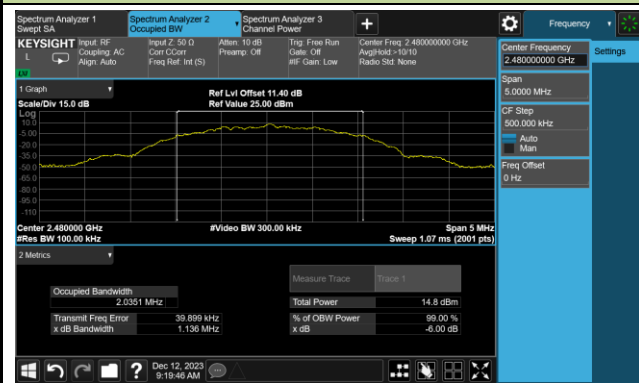 Spectrum Analyzer 1
Swept SA
Spectrum Analyzer 2
Occupied BW
Spectrum Analyzer 3
Channel Power
+
Frequency
KEYSIGHT
L
Input: RF
Coupling: AC
Align: Auto
Input Z: 50 Ω
Corr CCorr
Freq Ref: Int (S)
Atten: 10 dB
Preamp: Off
Trig: Free Run
Gate: Off
#IF Gain: Low
Center Freq: 2.480000000 GHz
Avg|Hold:>10/10
Radio Std: None
Center Frequency
2.480000000 GHz
Settings
Span
5.0000 MHz
CF Step
500.000 kHz
Auto
Man
Freq Offset
0 Hz
1 Graph
Scale/Div 15.0 dB
Ref Lvl Offset 11.40 dB
Ref Value 25.00 dBm
Log
10.0
-5.00
-20.0
-35.0
-50.0
-65.0
-80.0
-95.0
-110
Center 2.480000 GHz
#Res BW 100.00 kHz
#Video BW 300.00 kHz
Span 5 MHz
Sweep 1.07 ms (2001 pts)
2 Metrics
Measure Trace
Trace 1
Occupied Bandwidth
2.0351 MHz
Total Power
14.8 dBm
Transmit Freq Error
39.899 kHz
% of OBW Power
99.00 %
x dB Bandwidth
1.136 MHz
x dB
-6.00 dB
?
Dec 12, 2023
9:19:46 AM